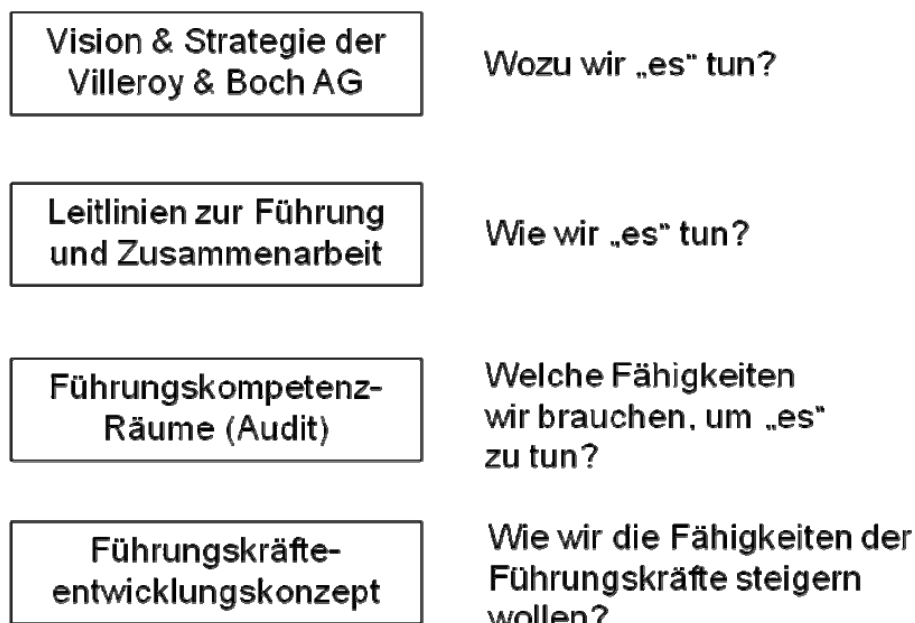 Vision & Strategie der
Villeroy & Boch AG
Wozu wir „es“ tun?
Leitlinien zur Führung
und Zusammenarbeit
Wie wir „es“ tun?
Führungskompetenz-
Räume (Audit)
Welche Fähigkeiten
wir brauchen, um „es“
zu tun?
Führungskräfte-
entwicklungskonzept
Wie wir die Fähigkeiten der
Führungskräfte steigern
wollen?